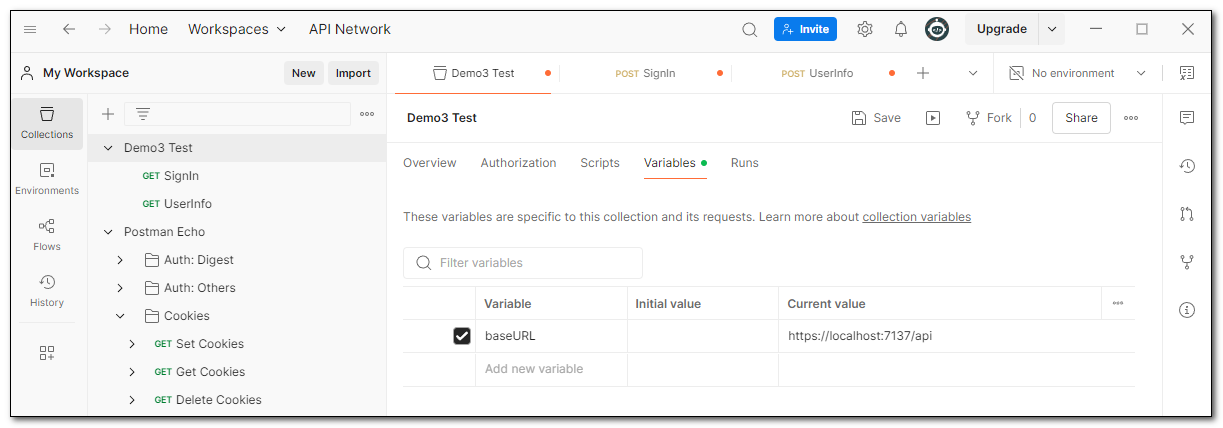 Home Workspaces API Network Invite Upgrade
My Workspace New Import Demo3 Test POST SignIn POST UserInfo No environment
Collections
Environments
Flows
History
Demo3 Test
GET SignIn
GET UserInfo
Postman Echo
Auth: Digest
Auth: Others
Cookies
GET Set Cookies
GET Get Cookies
GET Delete Cookies
Demo3 Test Save Fork 0 Share
Overview Authorization Scripts Variables Runs
These variables are specific to this collection and its requests. Learn more about collection variables
Filter variables
Variable Initial value Current value
baseURL https://localhost:7137/api
Add new variable